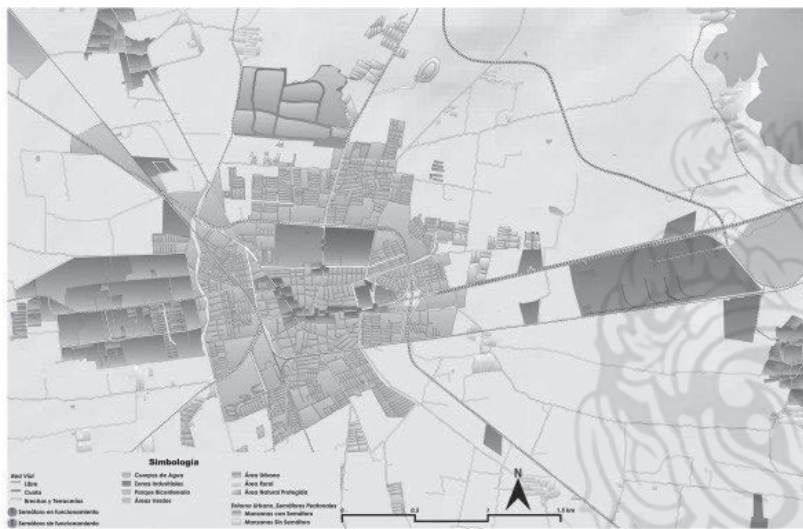 N
Simbología
Red Vial
Libre
Cuota
Brechas y Terracerías
Semáforo en funcionamiento
Semáforo sin funcionamiento
Cuerpos de Agua
Zonas Industriales
Parque Bicentenario
Áreas Verdes
Área Urbana
Área Rural
Área Natural Protegida
Entorno Urbano, Semáforos Peatonales
Manzanas con Semáforo
Manzanas Sin Semáforo
0 0.5 1 1.5 km